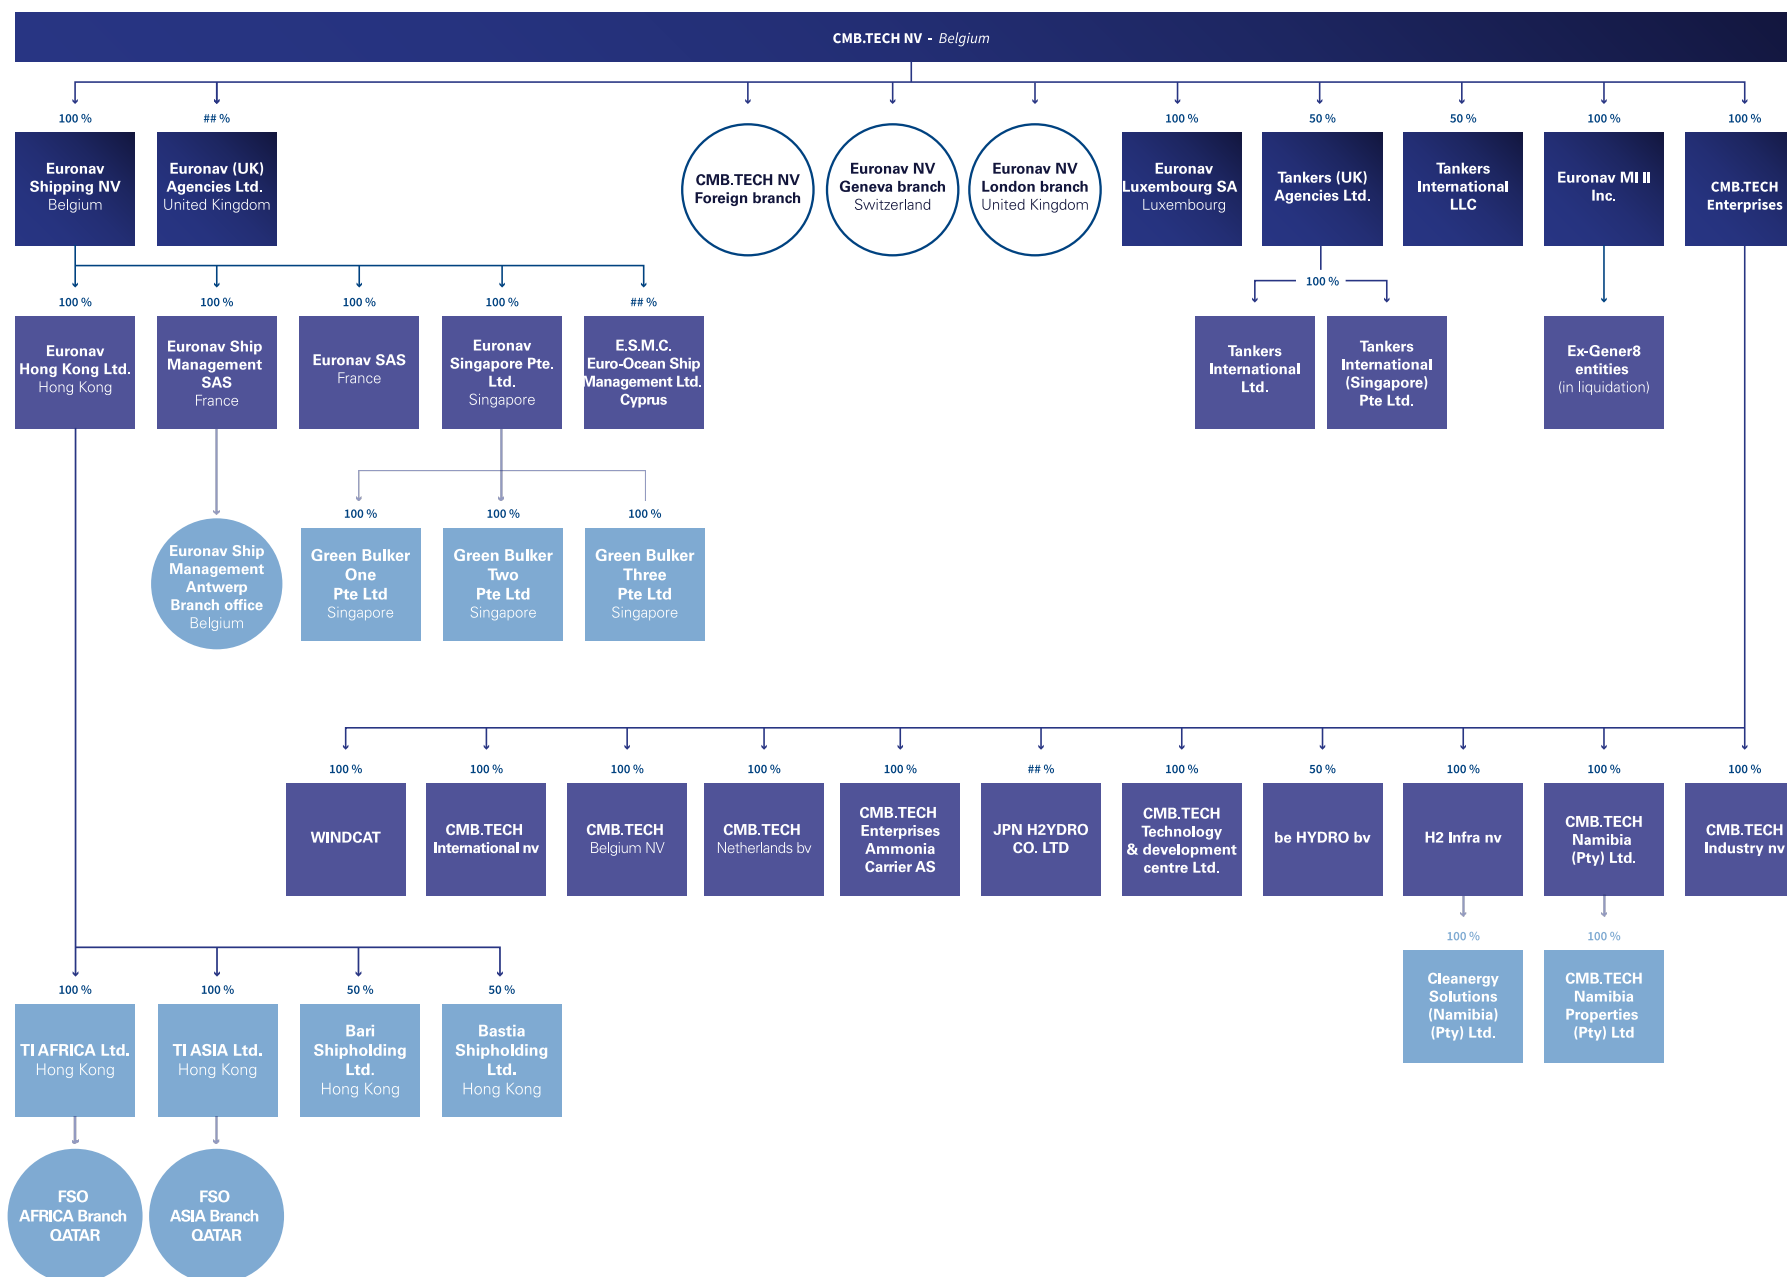 CMB.TECH NV - Belgium
100 %
## %
100 %
50 %
50 %
100 %
100 %
Euronav
Shipping NV
Belgium
Euronav (UK)
Agencies Ltd.
United Kingdom
CMB.TECH NV
Foreign branch
Euronav NV
Geneva branch
Switzerland
Euronav NV
London branch
United Kingdom
Euronav
Luxembourg SA
Luxembourg
Tankers (UK)
Agencies Ltd.
Tankers
International
LLC
Euronav MI II
Inc.
CMB.TECH
Enterprises
100 %
100 %
100 %
100 %
100 %
## %
Euronav
Hong Kong Ltd.
Hong Kong
Euronav Ship
Management
SAS
France
Euronav SAS
France
Euronav
Singapore Pte.
Ltd.
Singapore
E.S.M.C.
Euro-Ocean Ship
Management Ltd.
Cyprus
Tankers
International
Ltd.
Tankers
International
(Singapore)
Pte Ltd.
Ex-Gener8
entities
(in liquidation)
100 %
100 %
100 %
Euronav Ship
Management
Antwerp
Branch office
Belgium
Green Bulker
One
Pte Ltd
Singapore
Green Bulker
Two
Pte Ltd
Singapore
Green Bulker
Three
Pte Ltd
Singapore
100 %
100 %
100 %
100 %
100 %
## %
100 %
50 %
100 %
100 %
100 %
WINDCAT
CMB.TECH
International nv
CMB.TECH
Belgium NV
CMB.TECH
Netherlands bv
CMB.TECH
Enterprises
Ammonia
Carrier AS
JPN H2YDRO
CO. LTD
CMB.TECH
Technology
& development
centre Ltd.
be HYDRO bv
H2 Infra nv
CMB.TECH
Namibia
(Pty) Ltd.
CMB.TECH
Industry nv
100 %
100 %
Cleanergy
Solutions
(Namibia)
(Pty) Ltd.
CMB.TECH
Namibia
Properties
(Pty) Ltd
100 %
100 %
50 %
50 %
TI AFRICA Ltd.
Hong Kong
TI ASIA Ltd.
Hong Kong
Bari
Shipholding
Ltd.
Hong Kong
Bastia
Shipholding
Ltd.
Hong Kong
FSO
AFRICA Branch
QATAR
FSO
ASIA Branch
QATAR